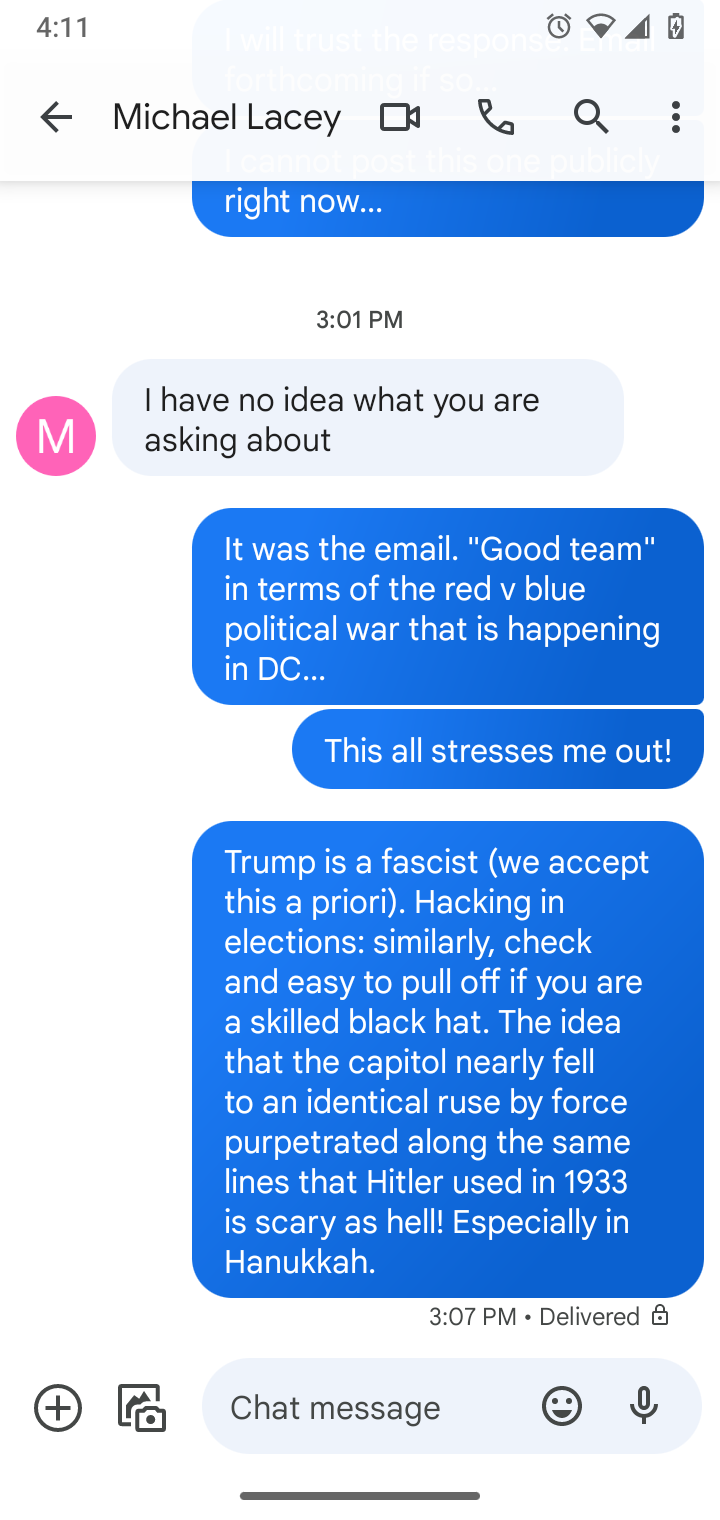 4:11
I will trust the response. Email
forthcoming if so...
Michael Lacey
I cannot post this one publicly
right now...
3:01 PM
M
I have no idea what you are
asking about
It was the email. "Good team"
in terms of the red v blue
political war that is happening
in DC...
This all stresses me out!
Trump is a fascist (we accept
this a priori). Hacking in
elections: similarly, check
and easy to pull off if you are
a skilled black hat. The idea
that the capitol nearly fell
to an identical ruse by force
purpetrated along the same
lines that Hitler used in 1933
is scary as hell! Especially in
Hanukkah.
3:07 PM • Delivered
Chat message